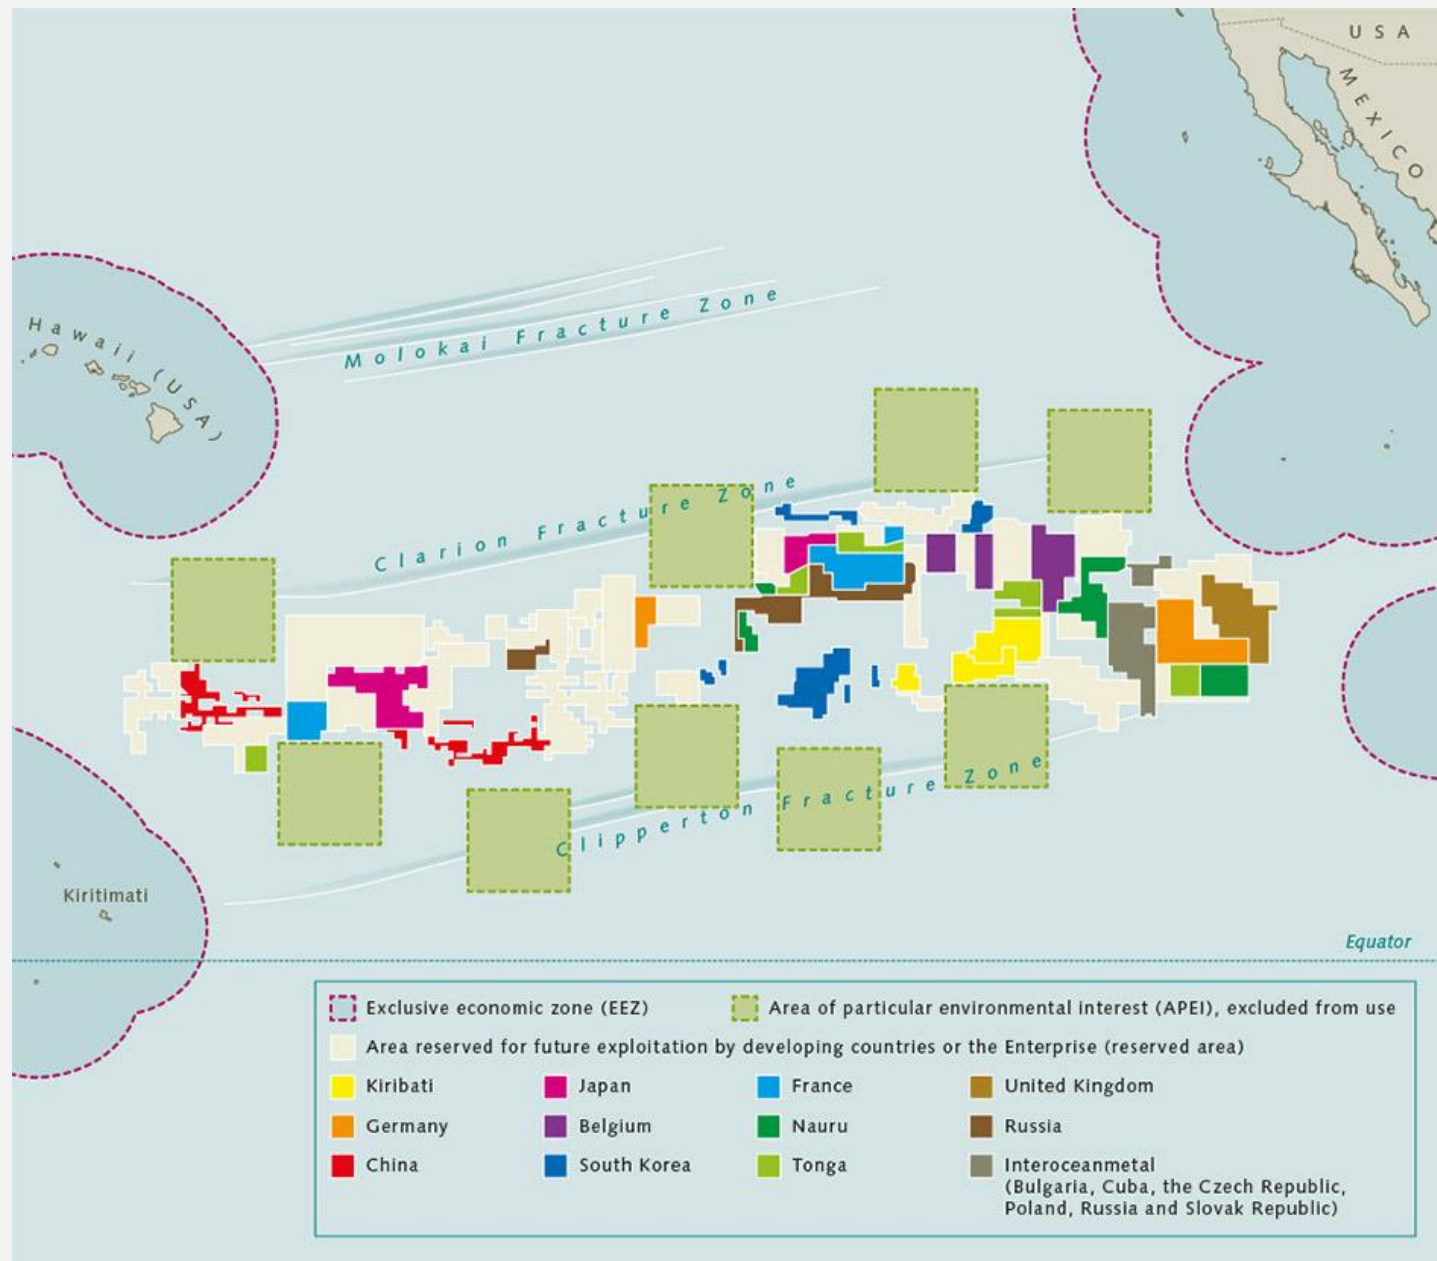 USA
MEXICO
Hawaii (USA)
Molokai Fracture Zone
Clarion Fracture Zone
Clipperton Fracture Zone
Kiritimati
Equator
Exclusive economic zone (EEZ)
Area of particular environmental interest (APEI), excluded from use
Area reserved for future exploitation by developing countries or the Enterprise (reserved area)
Kiribati
Japan
France
United Kingdom
Germany
Belgium
Nauru
Russia
China
South Korea
Tonga
Interoceanmetal
(Bulgaria, Cuba, the Czech Republic,
Poland, Russia and Slovak Republic)